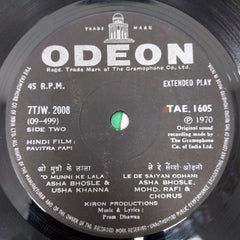 TRADE MARK
ODEON
Regd. Trade Mark of The Gramophone Co. Ltd.
45 R.P.M.
EXTENDED PLAY
7TJW. 2008
(09-499)
SIDE TWO
TAE. 1605
℗ 1970
Original sound
recording made by
The Gramophone
Co. of India Ltd.
HINDI FILM:
PAVITRA PAPI
ओ मुन्नी के लाला
O MUNNI KE LALA
ASHA BHOSLE &
USHA KHANNA
ले दे सैयां ओढ़नी
LE DE SAIYAN ODHANI
ASHA BHOSLE,
MOHD. RAFI &
CHORUS
KIRON PRODUCTIONS
Music & Lyrics:
Prem Dhawan